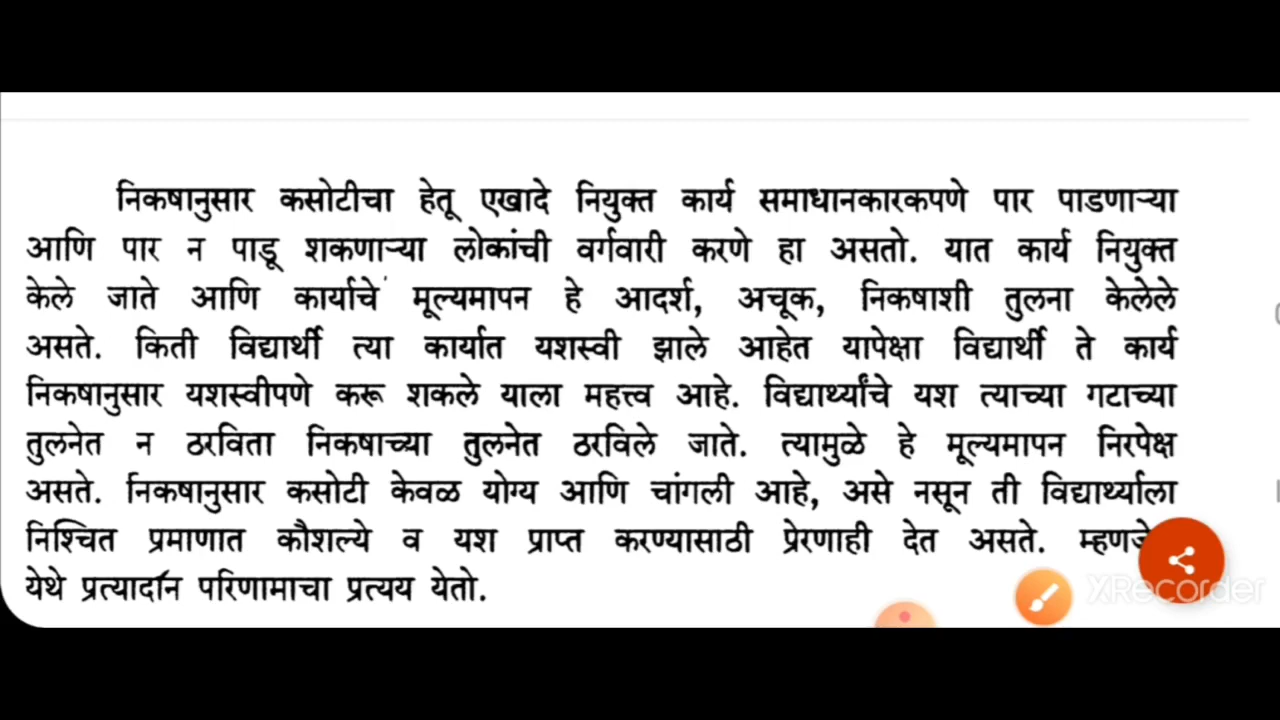 निकषानुसार कसोटीचा हेतू एखादे नियुक्त कार्य समाधानकारकपणे पार पाडणाऱ्या
आणि पार न पाडू शकणाऱ्या लोकांची वर्गवारी करणे हा असतो. यात कार्य नियुक्त
केले जाते आणि कार्याचे मूल्यमापन हे आदर्श, अचूक, निकषाशी तुलना केलेले
असते. किती विद्यार्थी त्या कार्यात यशस्वी झाले आहेत यापेक्षा विद्यार्थी ते कार्य
निकषानुसार यशस्वीपणे करू शकले याला महत्त्व आहे. विद्यार्थ्यांचे यश त्याच्या गटाच्या
तुलनेत न ठरविता निकषाच्या तुलनेत ठरविले जाते. त्यामुळे हे मूल्यमापन निरपेक्ष
असते. निकषानुसार कसोटी केवळ योग्य आणि चांगली आहे, असे नसून ती विद्यार्थ्याला
निश्चित प्रमाणात कौशल्ये व यश प्राप्त करण्यासाठी प्रेरणाही देत असते. म्हणजे
येथे प्रत्यार्दान परिणामाचा प्रत्यय येतो.
XRecorder